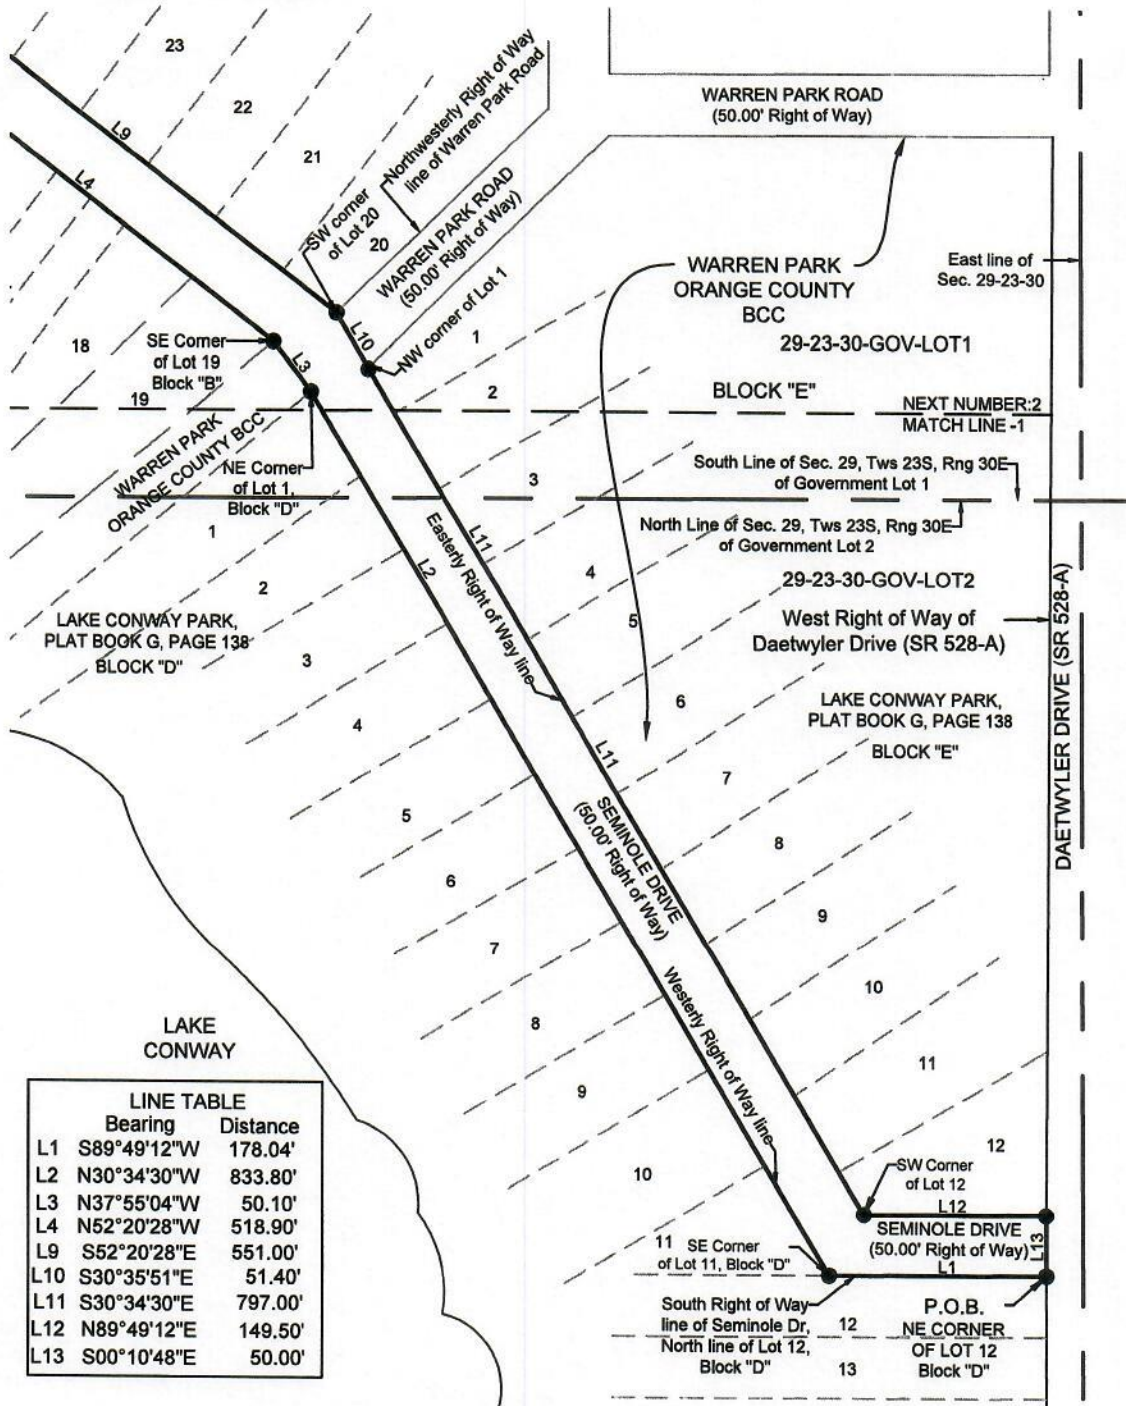 23
22
21
L9
L4
Northwesterly Right of Way
line of Warren Park Road
SW corner
of Lot 20
20
WARREN PARK ROAD
(50.00' Right of Way)
WARREN PARK ROAD
(50.00' Right of Way)
East line of
Sec. 29-23-30
WARREN PARK
ORANGE COUNTY
BCC
29-23-30-GOV-LOT1
BLOCK "E"
NEXT NUMBER:2
MATCH LINE -1
18
SE Corner
of Lot 19
Block "B"
L10
NW corner of Lot 1
L3
1
2
19
WARREN PARK
ORANGE COUNTY BCC
NE Corner
of Lot 1,
Block "D"
South Line of Sec. 29, Tws 23S, Rng 30E
of Government Lot 1
North Line of Sec. 29, Tws 23S, Rng 30E
of Government Lot 2
29-23-30-GOV-LOT2
West Right of Way of
Daetwyler Drive (SR 528-A)
LAKE CONWAY PARK,
PLAT BOOK G, PAGE 138
BLOCK "E"
DAETWYLER DRIVE (SR 528-A)
3
4
5
6
7
8
9
10
11
12
L11
Easterly Right of Way line
L2
L11
SEMINOLE DRIVE
(50.00' Right of Way)
Westerly Right of Way line
1
2
LAKE CONWAY PARK,
PLAT BOOK G, PAGE 138
BLOCK "D"
3
4
5
6
7
8
9
10
11
SE Corner
of Lot 11, Block "D"
SW Corner
of Lot 12
L12
SEMINOLE DRIVE
(50.00' Right of Way)
L13
L1
South Right of Way
line of Seminole Dr,
North line of Lot 12,
Block "D"
12
13
P.O.B.
NE CORNER
OF LOT 12
Block "D"
LAKE
CONWAY
LINE TABLE
Bearing Distance
L1 S89°49'12"W 178.04'
L2 N30°34'30"W 833.80'
L3 N37°55'04"W 50.10'
L4 N52°20'28"W 518.90'
L9 S52°20'28"E 551.00'
L10 S30°35'51"E 51.40'
L11 S30°34'30"E 797.00'
L12 N89°49'12"E 149.50'
L13 S00°10'48"E 50.00'